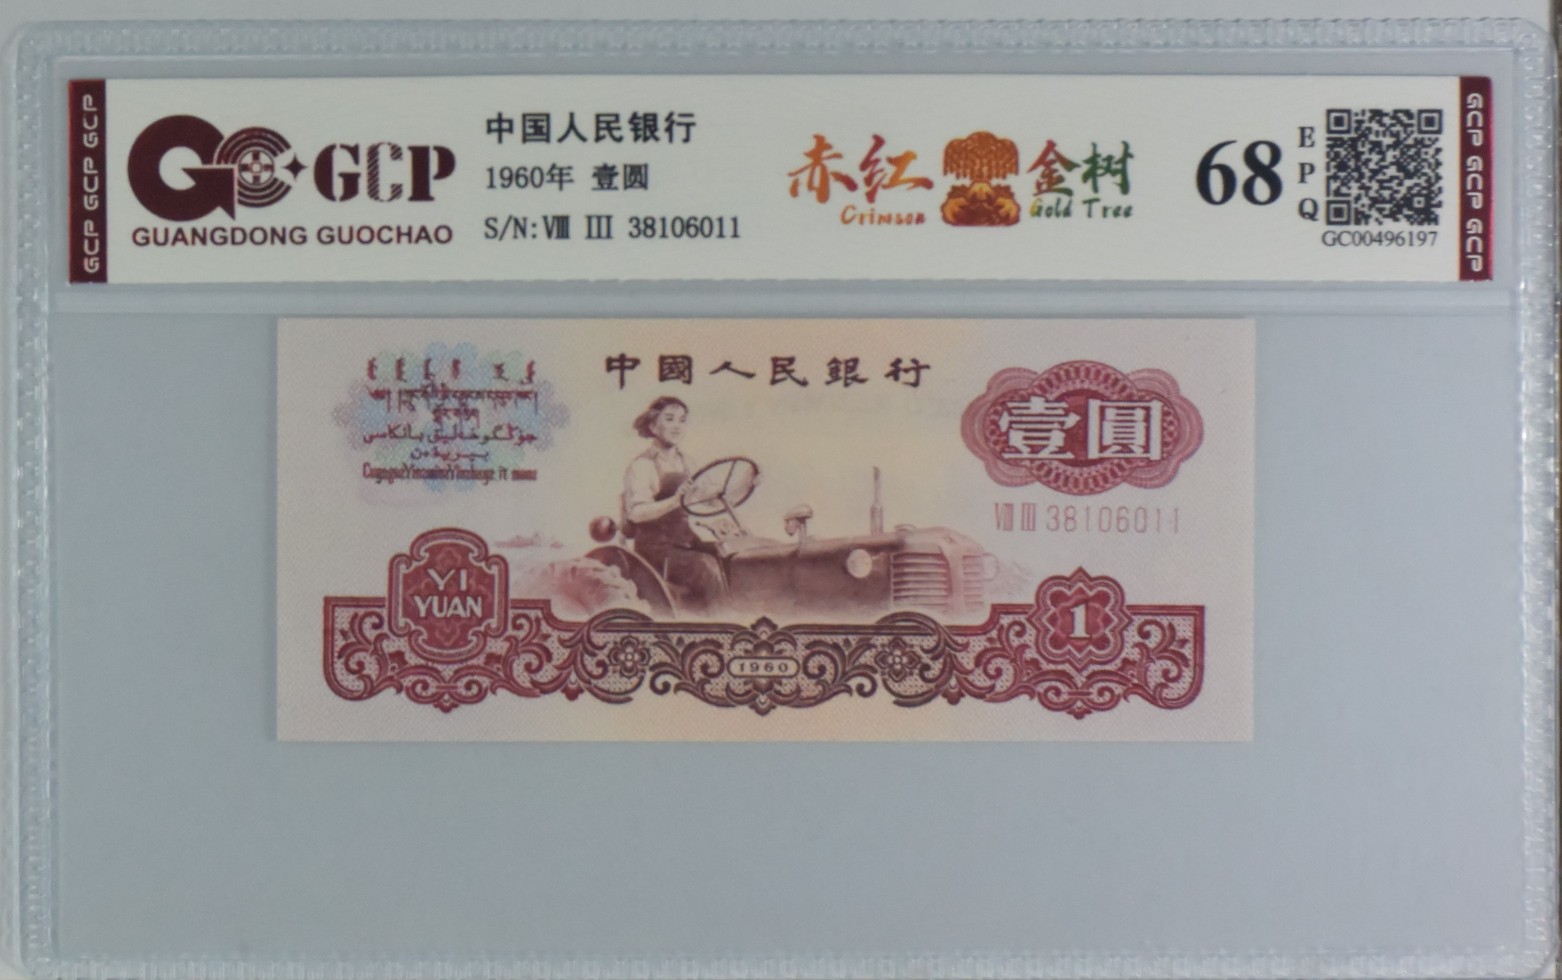 GCP GCP GCP
GCP
GUANGDONG GUOCHAO
中国人民银行
1960年 壹圆
S/N:Ⅷ Ⅲ 38106011
赤红 金树
Crimson Gold Tree
68
EPQ
GC00496197
GCP GCP GCP
中國人民銀行
壹圓
Ⅷ Ⅲ 38106011
YI
YUAN
1960
1